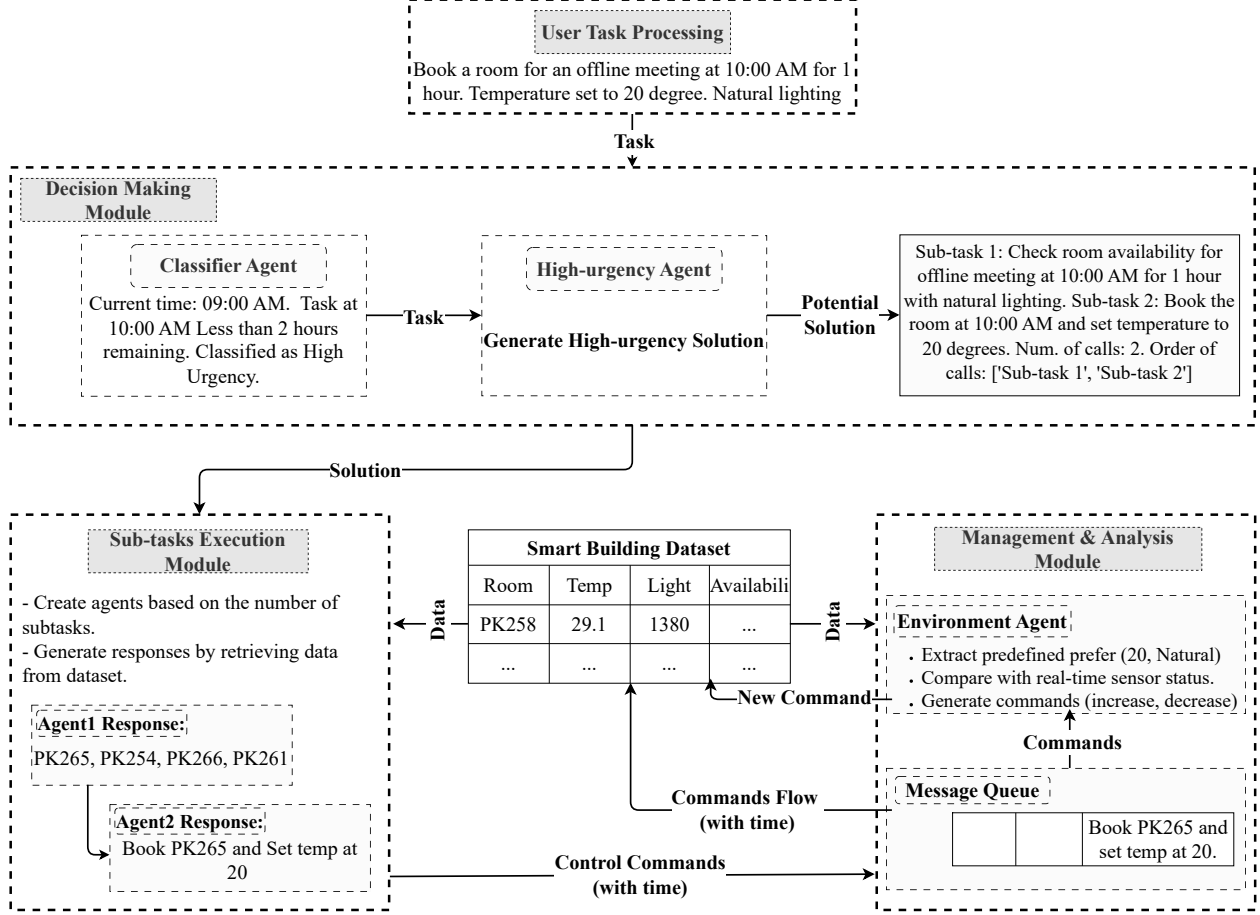 User Task Processing
Book a room for an offline meeting at 10:00 AM for 1
hour. Temperature set to 20 degree. Natural lighting
Task
Decision Making
Module
Classifier Agent
Current time: 09:00 AM. Task at
10:00 AM Less than 2 hours
remaining. Classified as High
Urgency.
Task
High-urgency Agent
Generate High-urgency Solution
Potential
Solution
Sub-task 1: Check room availability for
offline meeting at 10:00 AM for 1 hour
with natural lighting. Sub-task 2: Book the
room at 10:00 AM and set temperature to
20 degrees. Num. of calls: 2. Order of
calls: ['Sub-task 1', 'Sub-task 2']
Solution
Sub-tasks Execution
Module
- Create agents based on the number of
subtasks.
- Generate responses by retrieving data
from dataset.
Agent1 Response:
PK265, PK254, PK266, PK261
Agent2 Response:
Book PK265 and Set temp at
20
Data
Smart Building Dataset
Room Temp Light Availabili
PK258 29.1 1380 ...
... ... ... ...
Data
New Command
Commands Flow
(with time)
Control Commands
(with time)
Management & Analysis
Module
Environment Agent
• Extract predefined prefer (20, Natural)
• Compare with real-time sensor status.
• Generate commands (increase, decrease)
Commands
Message Queue
Book PK265 and
set temp at 20.